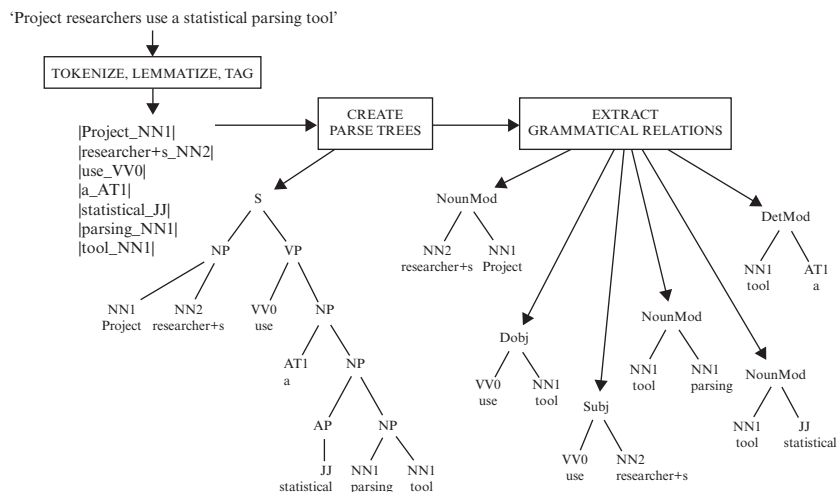 ‘Project researchers use a statistical parsing tool’
TOKENIZE, LEMMATIZE, TAG
|Project_NN1|
|researcher+s_NN2|
|use_VV0|
|a_AT1|
|statistical_JJ|
|parsing_NN1|
|tool_NN1|
CREATE
PARSE TREES
EXTRACT
GRAMMATICAL RELATIONS
S
NP VP
NN1 NN2 VV0 NP
Project researcher+s use
AT1 NP
a
AP NP
JJ NN1 NN1
statistical parsing tool
NounMod
NN2 NN1
researcher+s Project
Dobj
VV0 NN1
use tool
Subj
VV0 NN2
use researcher+s
NounMod
NN1 NN1
tool parsing
NounMod
NN1 JJ
tool statistical
DetMod
NN1 AT1
tool a